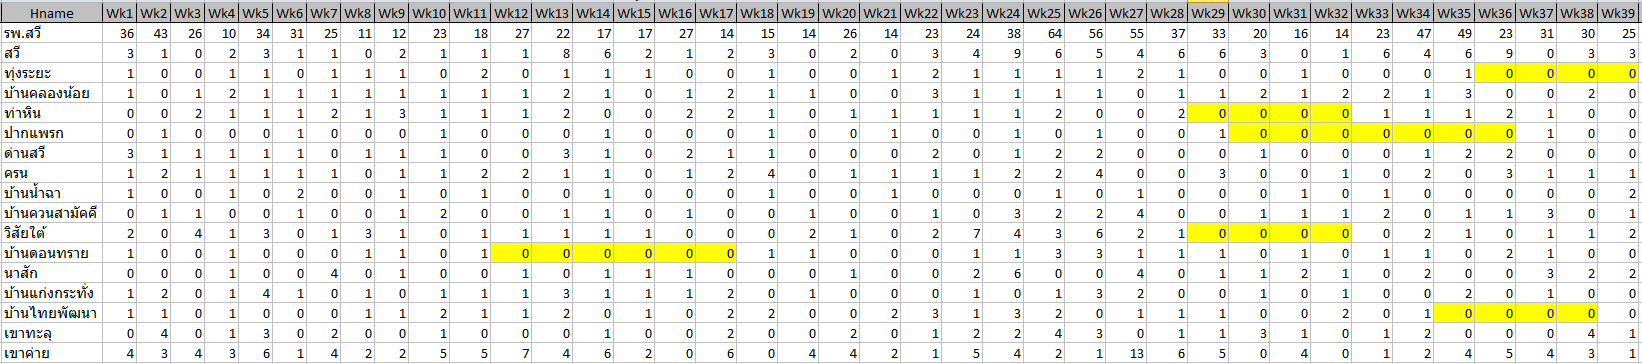 Hname Wk1 Wk2 Wk3 Wk4 Wk5 Wk6 Wk7 Wk8 Wk9 Wk10 Wk11 Wk12 Wk13 Wk14 Wk15 Wk16 Wk17 Wk18 Wk19 Wk20 Wk21 Wk22 Wk23 Wk24 Wk25 Wk26 Wk27 Wk28 Wk29 Wk30 Wk31 Wk32 Wk33 Wk34 Wk35 Wk36 Wk31 Wk38 Wk39
รพ.สวี 36 43 26 10 34 31 25 11 12 23 18 27 22 17 17 27 14 15 14 26 14 23 24 38 64 56 55 37 33 20 16 14 23 47 49 23 31 30 25
สวี 3 1 0 2 3 1 1 0 2 1 1 1 8 6 2 1 2 3 0 2 0 3 4 9 6 5 4 6 6 3 0 1 6 4 6 9 0 3 3
ทุ่งระยะ 1 0 0 1 1 0 1 1 1 0 2 0 1 1 1 0 0 1 0 0 1 2 1 1 1 1 2 1 0 0 1 0 0 0 1 0 0 0 0
บ้านคลองน้อย 1 0 1 2 1 1 1 1 1 1 1 1 2 1 0 1 2 1 1 0 0 3 1 1 1 1 0 1 1 2 1 2 2 1 3 0 0 2 0
ท่าหิน 0 0 2 1 1 1 2 1 3 1 1 1 2 0 0 2 2 1 0 1 1 1 1 1 2 0 0 2 0 0 0 0 1 1 1 2 1 0 0
ปากแพรก 0 1 0 0 0 1 0 0 0 1 0 0 0 1 0 0 0 1 0 0 1 0 0 1 0 1 0 0 1 0 0 0 0 0 0 0 1 0 0
ด่านสวี 3 1 1 1 1 1 0 1 1 1 0 0 3 1 0 2 1 1 0 0 0 2 0 1 2 2 0 0 0 1 0 0 0 1 2 2 0 0 0
ครน 1 2 1 1 1 1 1 0 1 1 2 2 1 1 0 1 2 4 0 1 1 1 1 2 2 4 0 0 3 0 0 1 0 2 0 3 1 1 1
บ้านน้ำฉา 1 0 0 1 0 2 0 0 1 0 1 0 0 1 0 0 0 1 0 0 1 0 0 0 1 0 1 0 0 0 1 0 1 0 0 0 0 0 2
บ้านควนสามัคคี 0 1 1 0 0 1 0 0 1 2 0 0 1 1 0 1 0 0 1 0 0 1 0 3 2 2 4 0 0 1 1 1 2 0 1 1 3 0 1
วิสัยใต้ 2 0 4 1 3 0 1 3 1 0 1 1 1 1 1 0 0 0 2 1 0 2 7 4 3 6 2 1 0 0 0 0 0 2 1 0 1 1 2
บ้านดอนทราย 1 0 0 1 0 0 0 1 1 0 1 0 0 0 0 0 0 1 1 0 0 0 0 1 1 3 3 1 1 1 0 1 0 0 1 2 1 0 0
นาสัก 0 0 0 1 0 0 4 0 1 0 0 1 0 1 1 1 0 0 0 1 0 0 2 6 0 0 4 0 1 1 2 1 0 2 0 0 3 2 2
บ้านแก่งกระทั่ง 1 2 0 1 4 1 0 1 0 1 1 1 3 1 1 1 2 0 1 0 0 0 1 0 1 3 2 0 0 1 0 1 0 0 2 0 1 0 0
บ้านไทยพัฒนา 1 1 0 1 0 0 0 1 1 2 1 1 2 0 1 0 2 2 0 0 2 3 1 3 2 0 1 1 1 0 0 2 0 1 0 0 0 0 0
เขาทะลุ 0 4 0 1 3 0 2 0 0 1 0 0 0 1 0 0 2 0 0 2 0 1 2 2 4 3 0 1 1 3 1 0 1 2 0 0 0 4 1
เขาค่าย 4 3 4 3 6 1 4 2 2 5 5 7 4 6 2 0 6 0 4 4 2 1 5 4 2 1 13 6 5 0 4 0 1 2 4 5 4 3 1